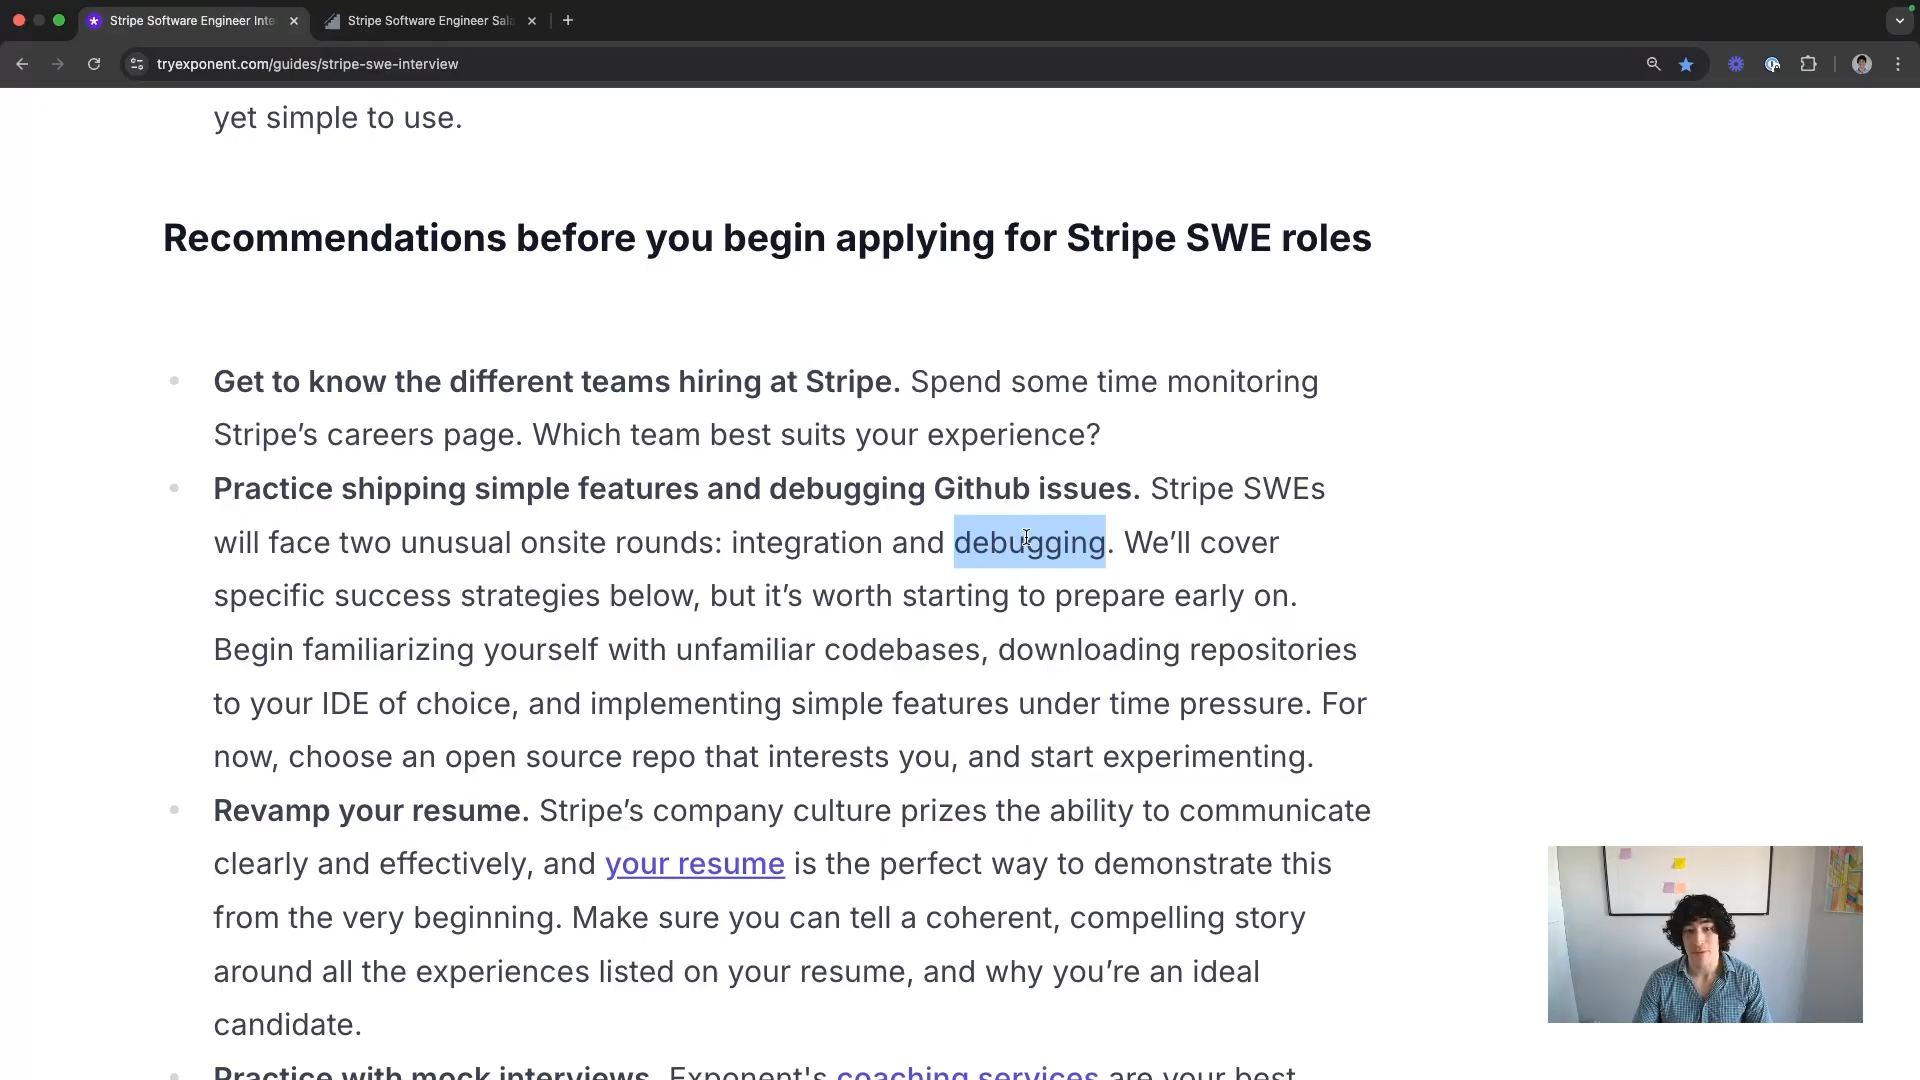 Stripe Software Engineer Inte
Stripe Software Engineer Sala
tryexponent.com/guides/stripe-swe-interview
yet simple to use.
Recommendations before you begin applying for Stripe SWE roles
Get to know the different teams hiring at Stripe. Spend some time monitoring
Stripe’s careers page. Which team best suits your experience?
Practice shipping simple features and debugging Github issues. Stripe SWEs
will face two unusual onsite rounds: integration and debugging. We’ll cover
specific success strategies below, but it’s worth starting to prepare early on.
Begin familiarizing yourself with unfamiliar codebases, downloading repositories
to your IDE of choice, and implementing simple features under time pressure. For
now, choose an open source repo that interests you, and start experimenting.
Revamp your resume. Stripe’s company culture prizes the ability to communicate
clearly and effectively, and your resume is the perfect way to demonstrate this
from the very beginning. Make sure you can tell a coherent, compelling story
around all the experiences listed on your resume, and why you’re an ideal
candidate.
Practice with mock interviews. Exponent's coaching services are your best